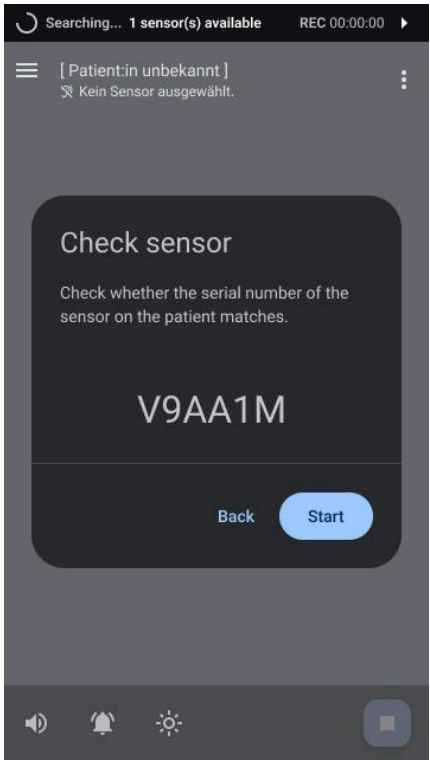 Searching... 1 sensor(s) available REC 00:00:00
[ Patient:in unbekannt ]
Kein Sensor ausgewählt.
Check sensor
Check whether the serial number of the
sensor on the patient matches.
V9AA1M
Back Start